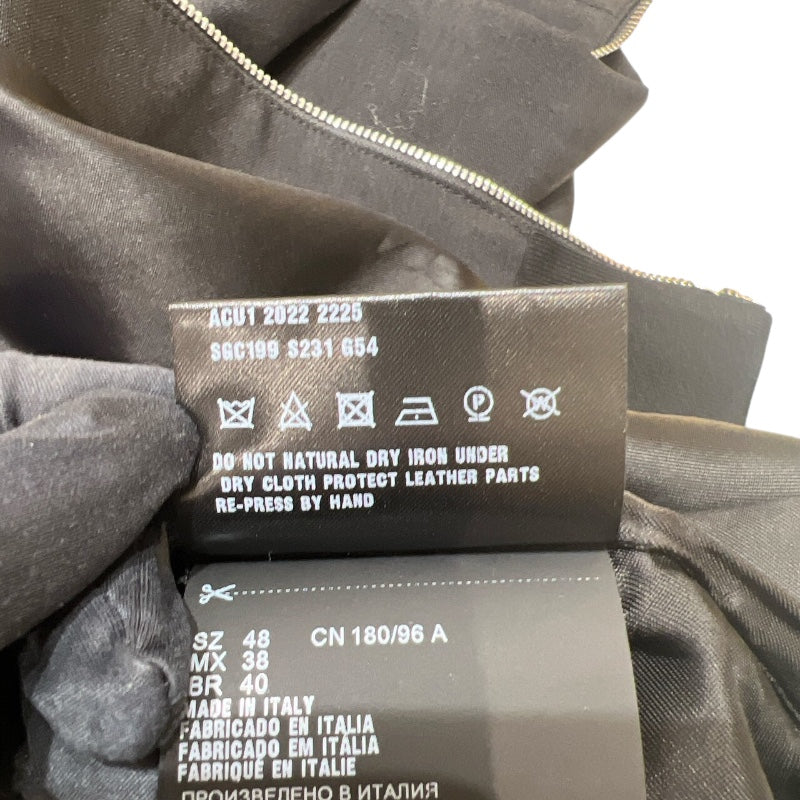 ACU1 2022 2225
SGC199 S231 G54
P
W
DO NOT NATURAL DRY IRON UNDER
DRY CLOTH PROTECT LEATHER PARTS
RE-PRESS BY HAND
SZ 48 CN 180/96 A
MX 38
BR 40
MADE IN ITALY
FABRICADO EN ITALIA
FABRICADO EM ITÁLIA
FABRIQUÉ EN ITALIE
ПРОИЗВЕДЕНО В ИТАЛИЯ